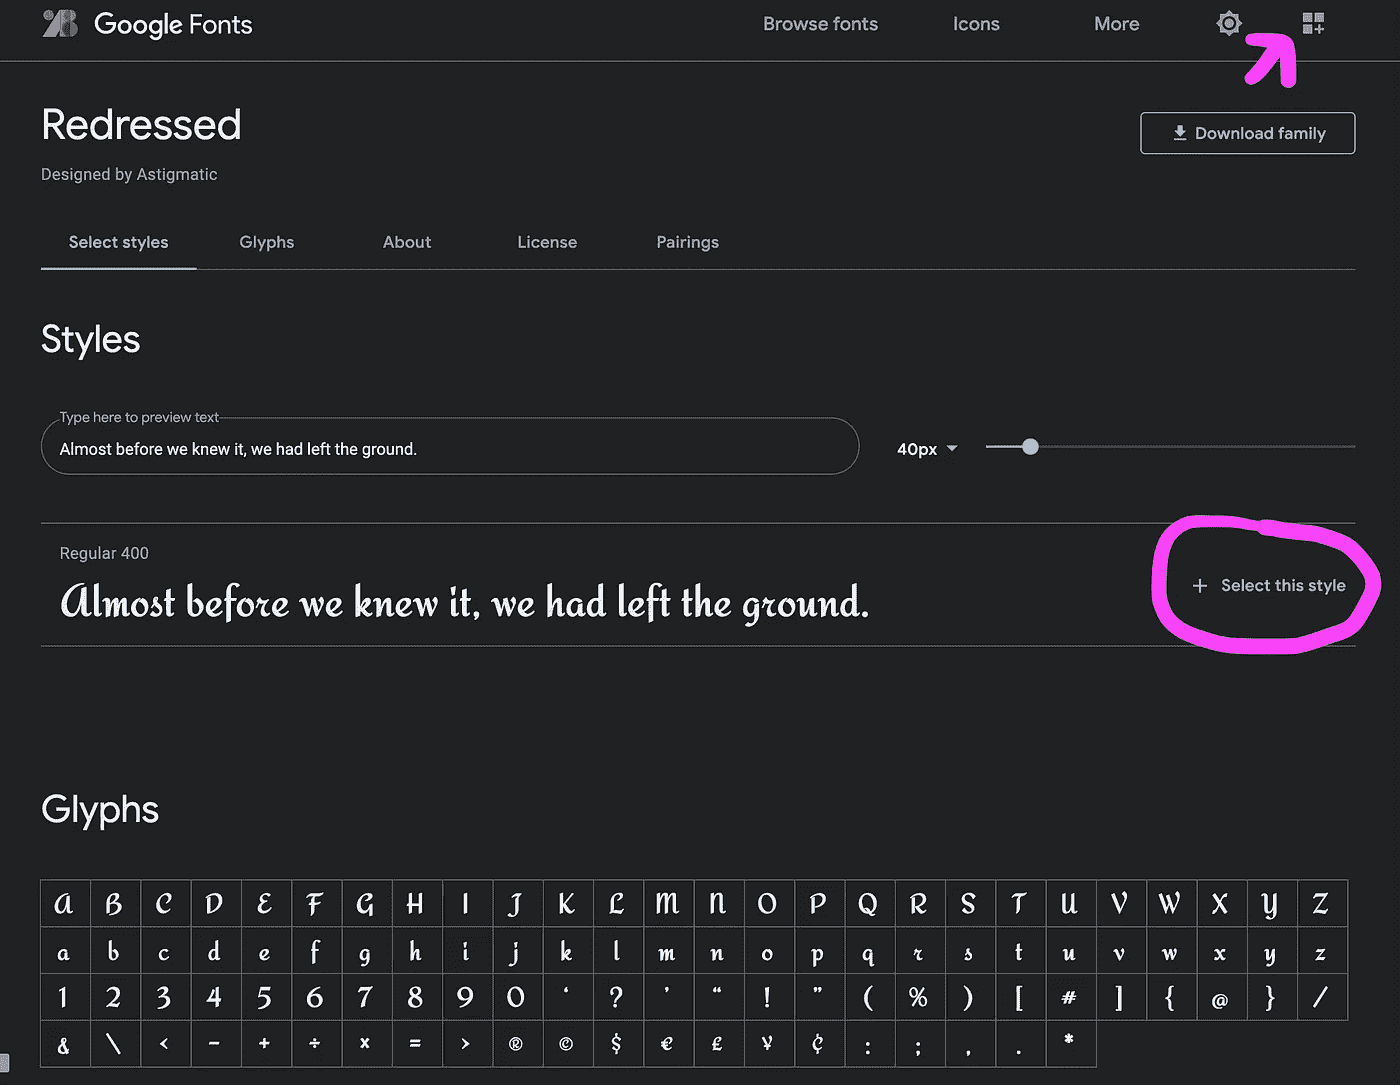 Google Fonts
Browse fonts
Icons
More
Redressed
Download family
Designed by Astigmatic
Select styles
Glyphs
About
License
Pairings
Styles
Type here to preview text
Almost before we knew it, we had left the ground.
40px
Regular 400
Almost before we knew it, we had left the ground.
+ Select this style
Glyphs
A B C D E F G H I J K L M N O P Q R S T U V W X Y Z
a b c d e f g h i j k l m n o p q r s t u v w x y z
1 2 3 4 5 6 7 8 9 0 ‘ ? ’ “ ! ” ( % ) [ # ] { @ } /
& \ < - + ÷ × = > ® © $ € £ ¥ ¢ : ; , . *